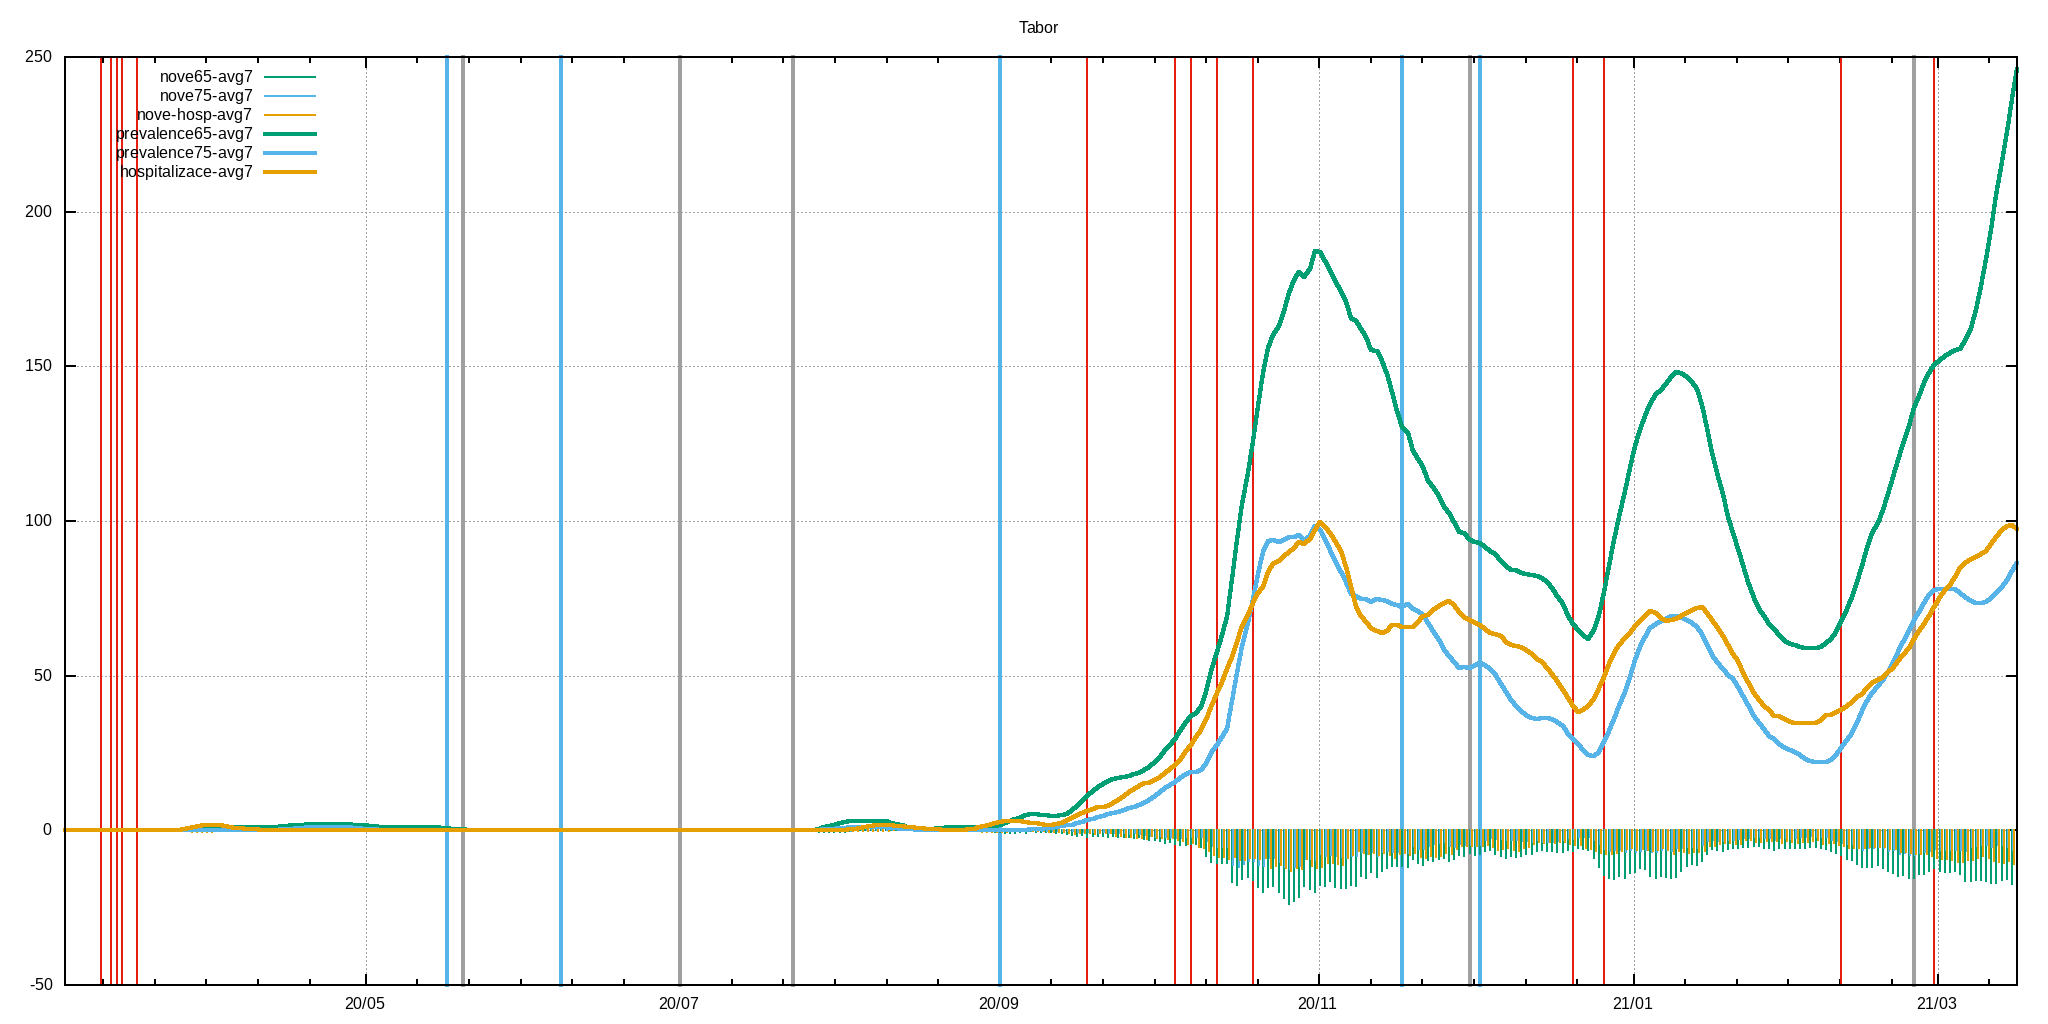 Tabor
250
200
150
100
50
0
-50
nove65-avg7
nove75-avg7
nove-hosp-avg7
prevalence65-avg7
prevalence75-avg7
hospitalizace-avg7
20/05
20/07
20/09
20/11
21/01
21/03